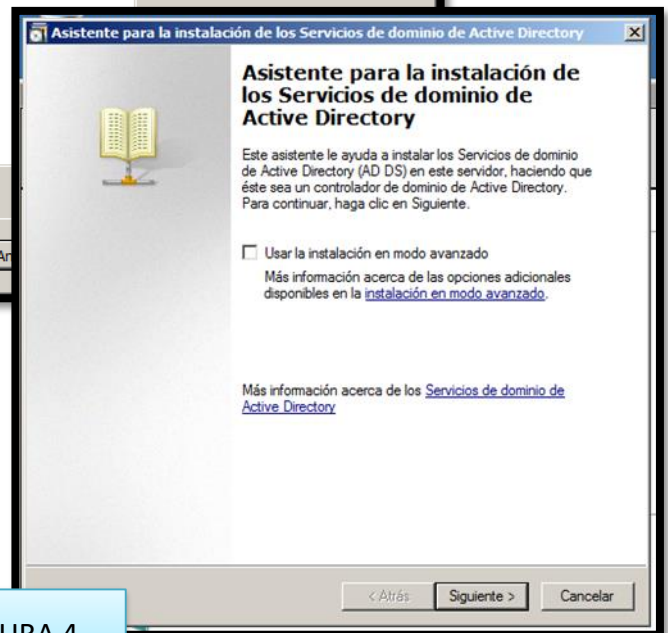 Asistente para la instalación de los Servicios de dominio de Active Directory
Asistente para la instalación de
los Servicios de dominio de
Active Directory
Este asistente le ayuda a instalar los Servicios de dominio
de Active Directory (AD DS) en este servidor, haciendo que
éste sea un controlador de dominio de Active Directory.
Para continuar, haga clic en Siguiente.
Usar la instalación en modo avanzado
Más información acerca de las opciones adicionales
disponibles en la instalación en modo avanzado.
Más información acerca de los Servicios de dominio de
Active Directory
< Atrás Siguiente > Cancelar